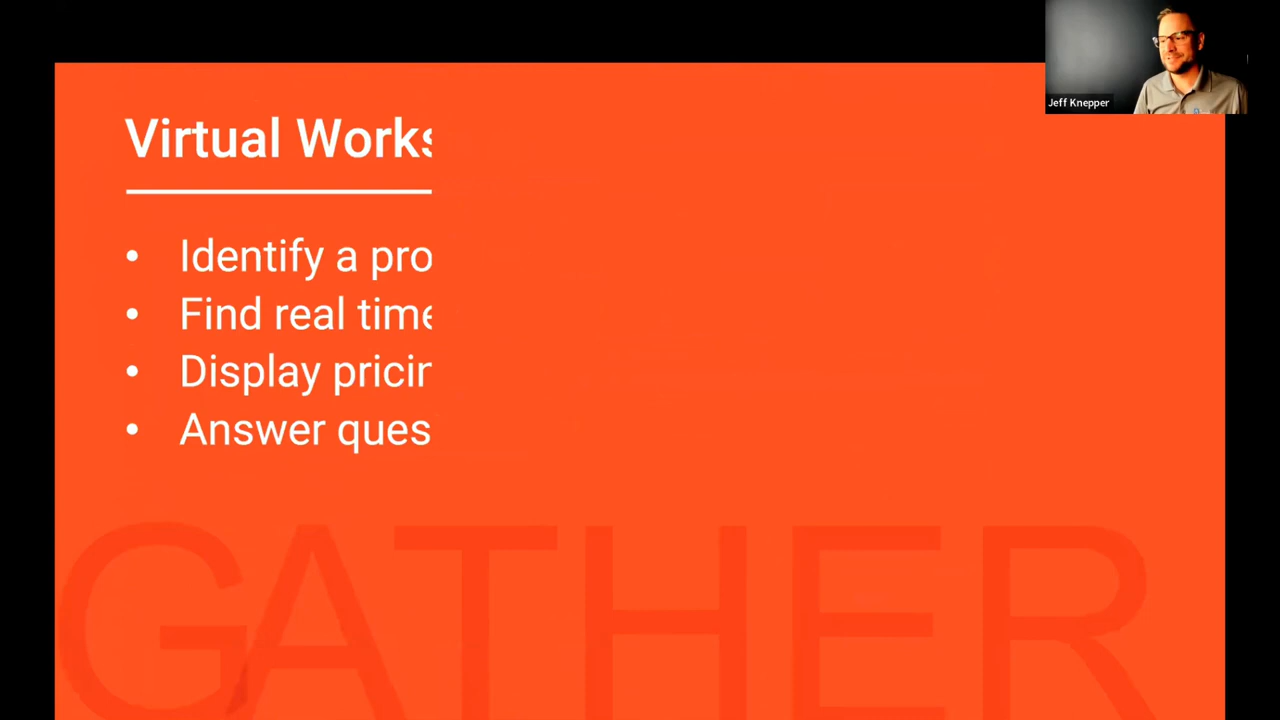 Jeff Knepper
Virtual Works
• Identify a pro
• Find real time
• Display pricin
• Answer ques
GATHER